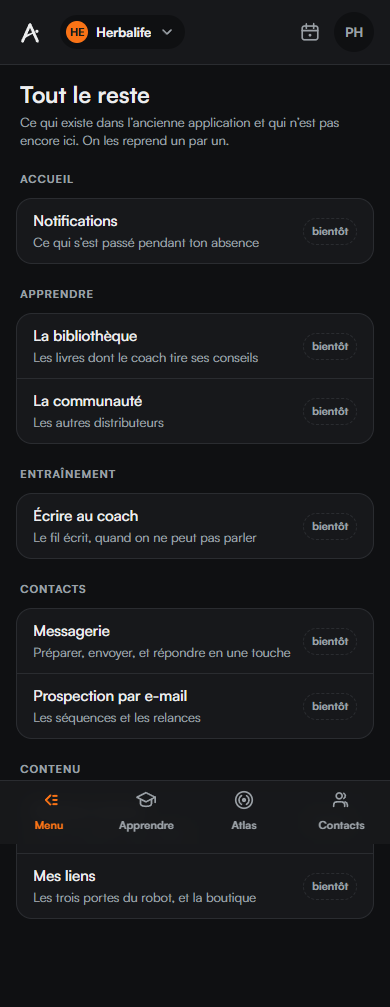 HE Herbalife
PH
Tout le reste
Ce qui existe dans l'ancienne application et qui n'est pas
encore ici. On les reprend un par un.
ACCUEIL
Notifications
Ce qui s'est passé pendant ton absence
bientôt
APPRENDRE
La bibliothèque
Les livres dont le coach tire ses conseils
bientôt
La communauté
Les autres distributeurs
bientôt
ENTRAÎNEMENT
Écrire au coach
Le fil écrit, quand on ne peut pas parler
bientôt
CONTACTS
Messagerie
Préparer, envoyer, et répondre en une touche
bientôt
Prospection par e-mail
Les séquences et les relances
bientôt
CONTENU
Menu
Apprendre
Atlas
Contacts
Mes liens
Les trois portes du robot, et la boutique
bientôt